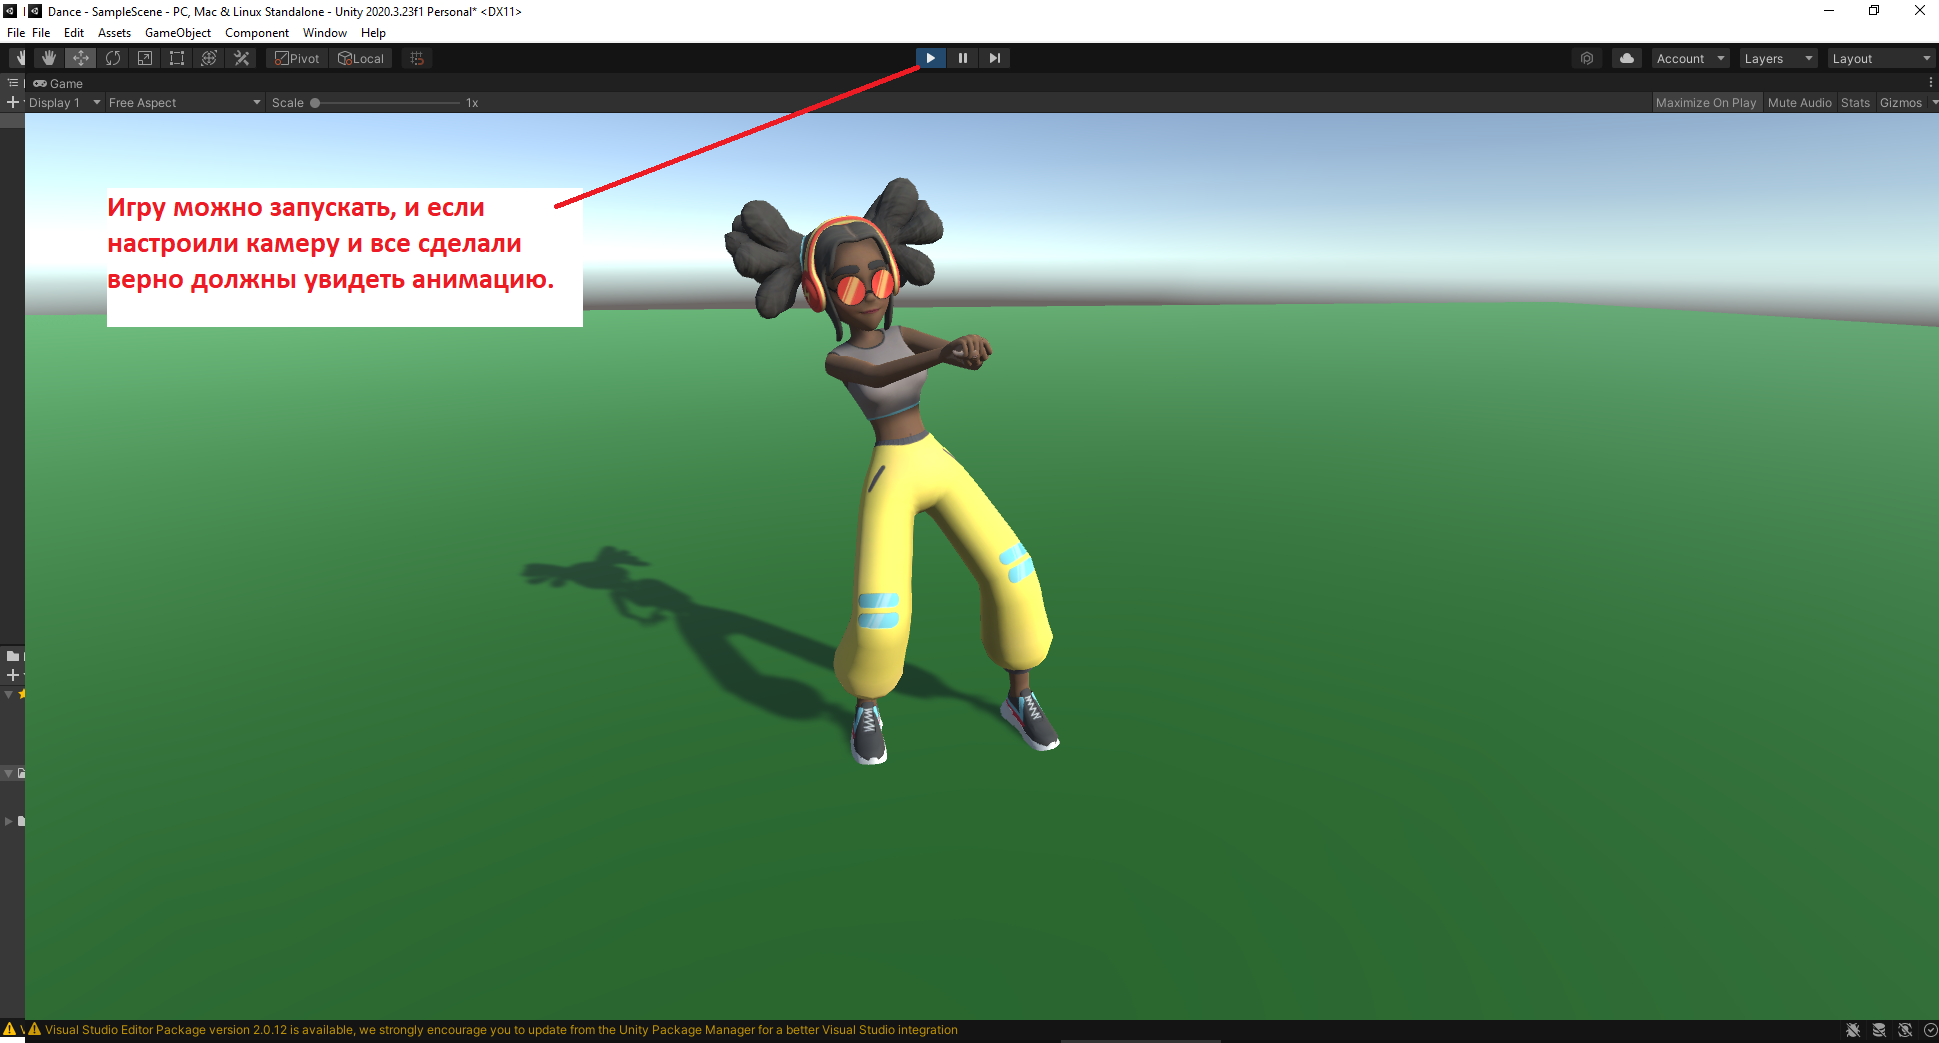 Dance - SampleScene - PC, Mac & Linux Standalone - Unity 2020.3.23f1 Personal* <DX11>
File File Edit Assets GameObject Component Window Help
Pivot Local Account Layers Layout
Game
Display 1 Free Aspect Scale 1x Maximize On Play Mute Audio Stats Gizmos
Игру можно запускать, и если
настроили камеру и все сделали
верно должны увидеть анимацию.
Visual Studio Editor Package version 2.0.12 is available, we strongly encourage you to update from the Unity Package Manager for a better Visual Studio integration